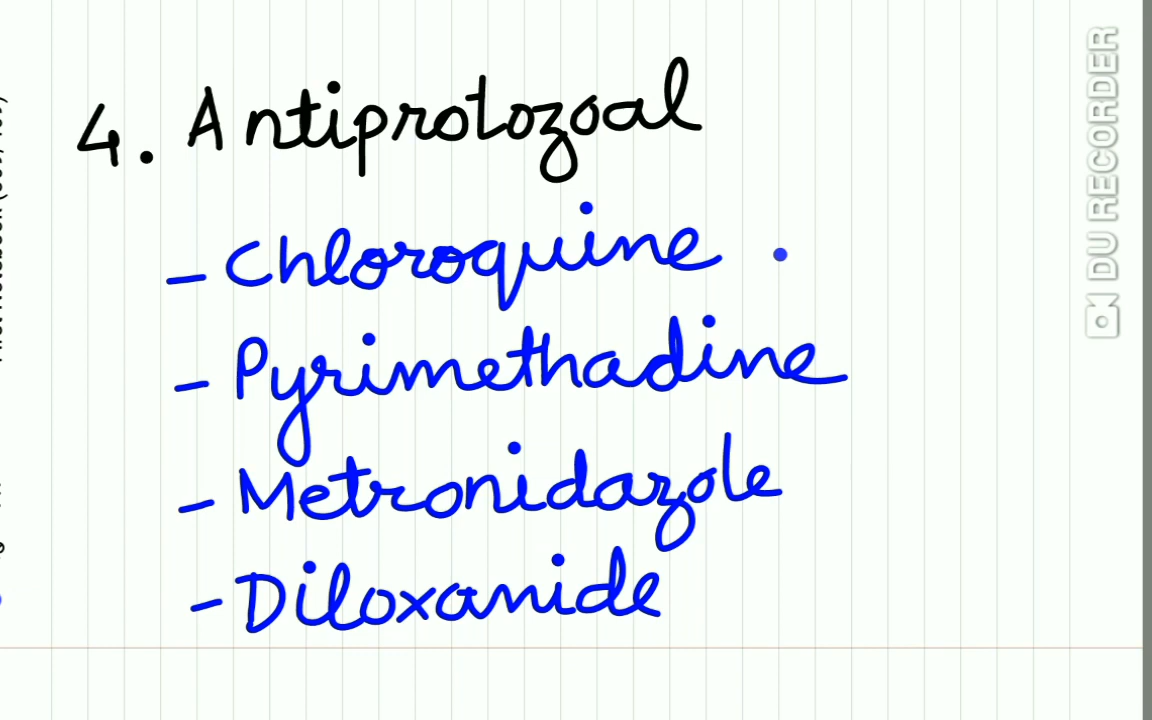 4. Antiprotozoal
- Chloroquine .
- Pyrimethadine
- Metronidazole
- Diloxanide
DU RECORDER